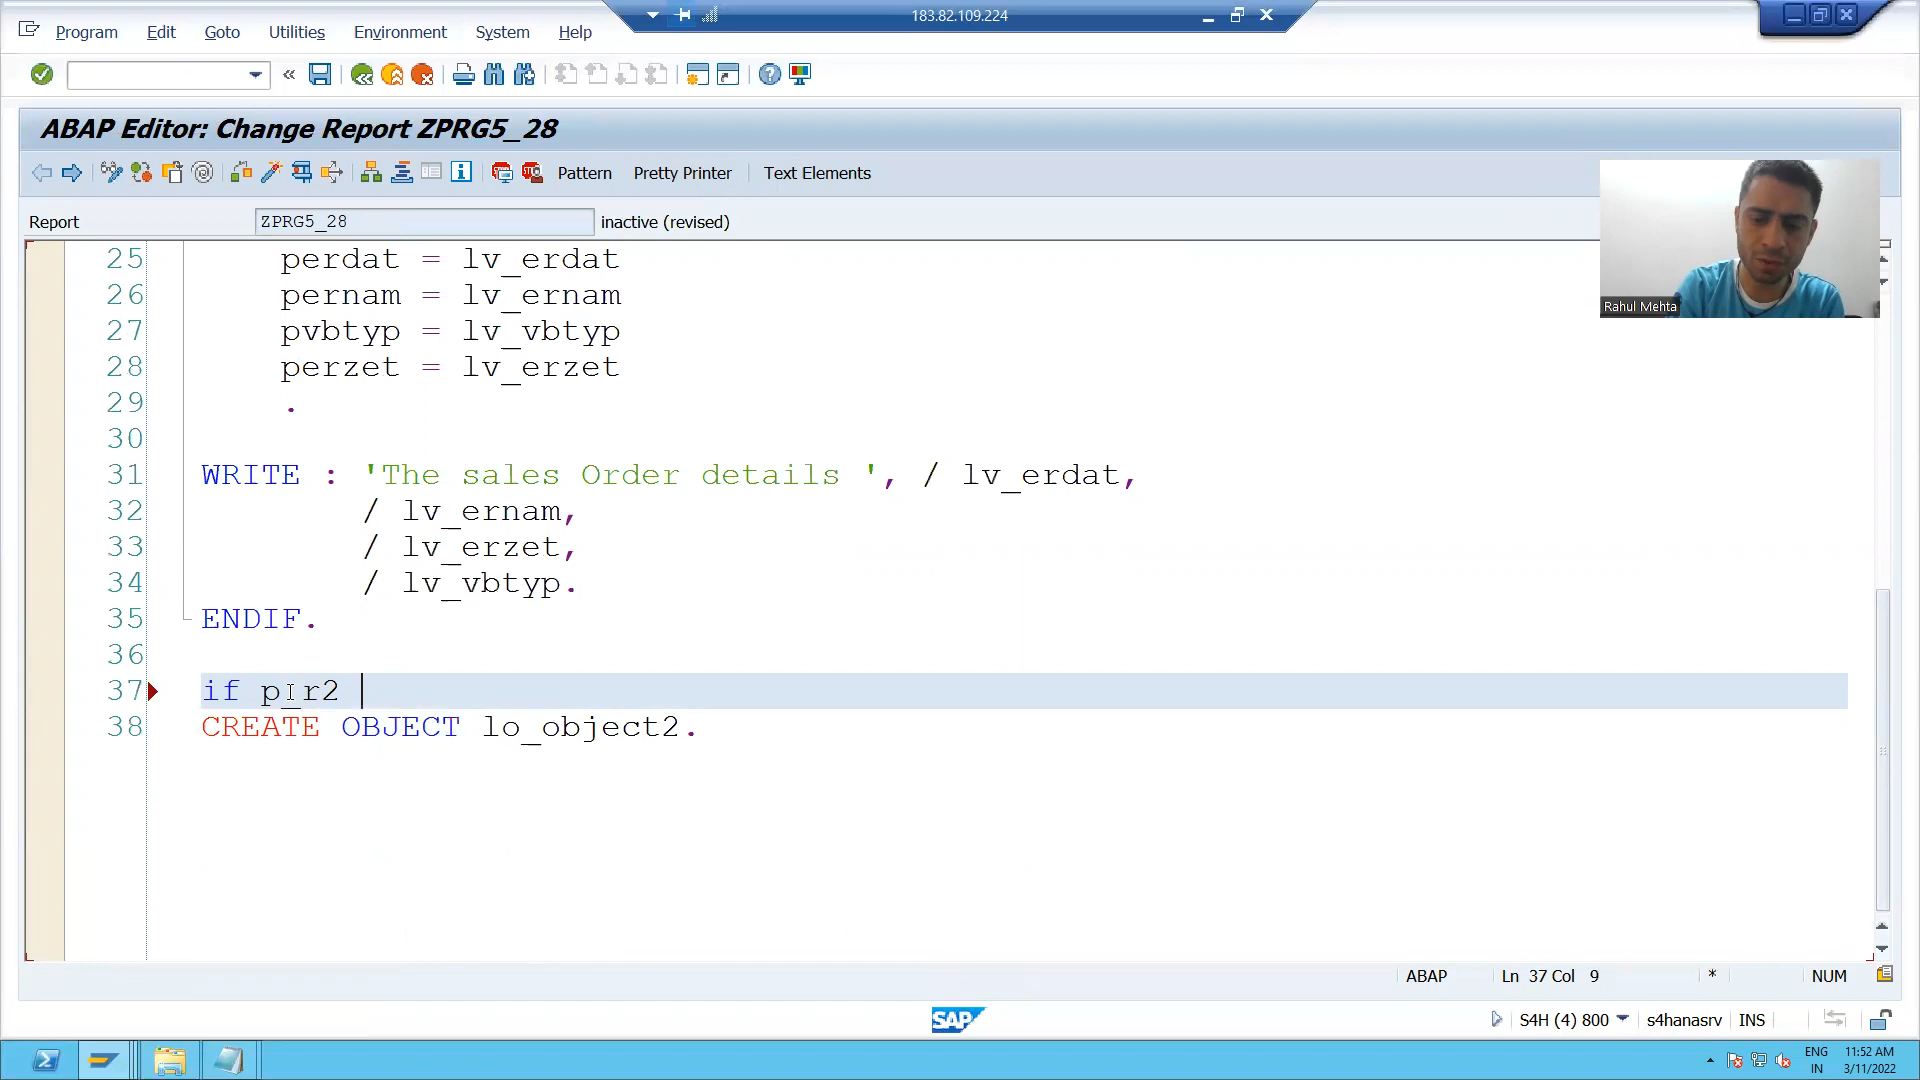 183.82.109.224
Program Edit Goto Utilities Environment System Help
ABAP Editor: Change Report ZPRG5_28
Pattern Pretty Printer Text Elements
Report ZPRG5_28 inactive (revised)
Rahul Mehta
25 perdat = lv_erdat
26 pernam = lv_ernam
27 pvbtyp = lv_vbtyp
28 perzet = lv_erzet
29 .
30
31 WRITE : 'The sales Order details ', / lv_erdat,
32 / lv_ernam,
33 / lv_erzet,
34 / lv_vbtyp.
35 ENDIF.
36
37 if p_r2
38 CREATE OBJECT lo_object2.
ABAP Ln 37 Col 9 * NUM
SAP
S4H (4) 800 s4hanasrv INS
ENG 11:52 AM
IN 3/11/2022